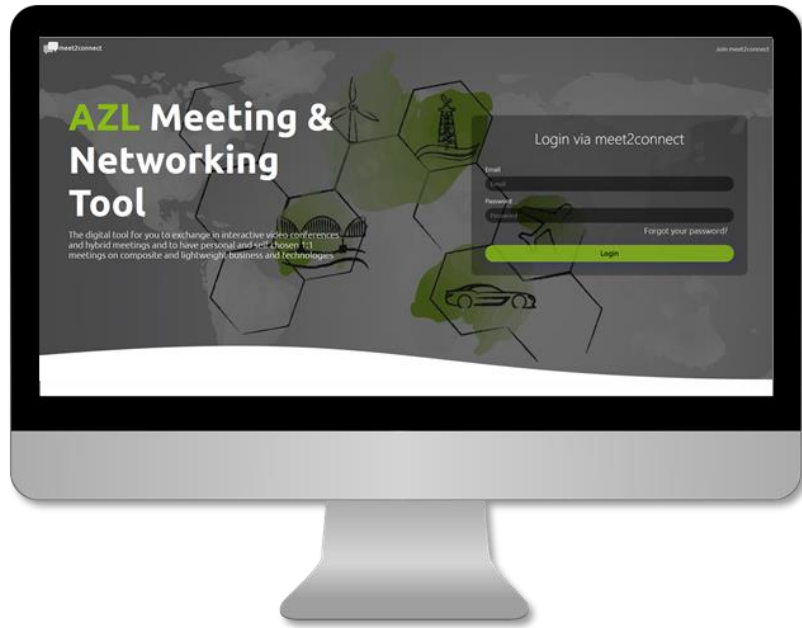 meet2connect
Join meet2connect
AZL Meeting &
Networking
Tool
The digital tool for you to exchange in interactive video conferences
and hybrid meetings and to have personal and self chosen 1:1
meetings on composite and lightweight business and technologies
Login via meet2connect
Email
Email
Password
Password
Forgot your password?
Login